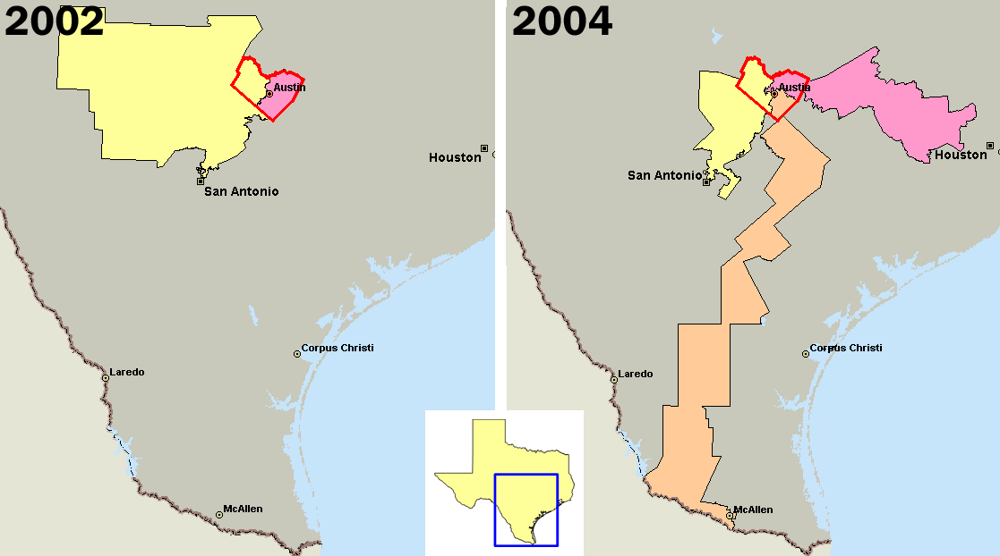 2002
Austin
Houston
San Antonio
Corpus Christi
Laredo
McAllen
2004
Austin
Houston
San Antonio
Corpus Christi
Laredo
McAllen